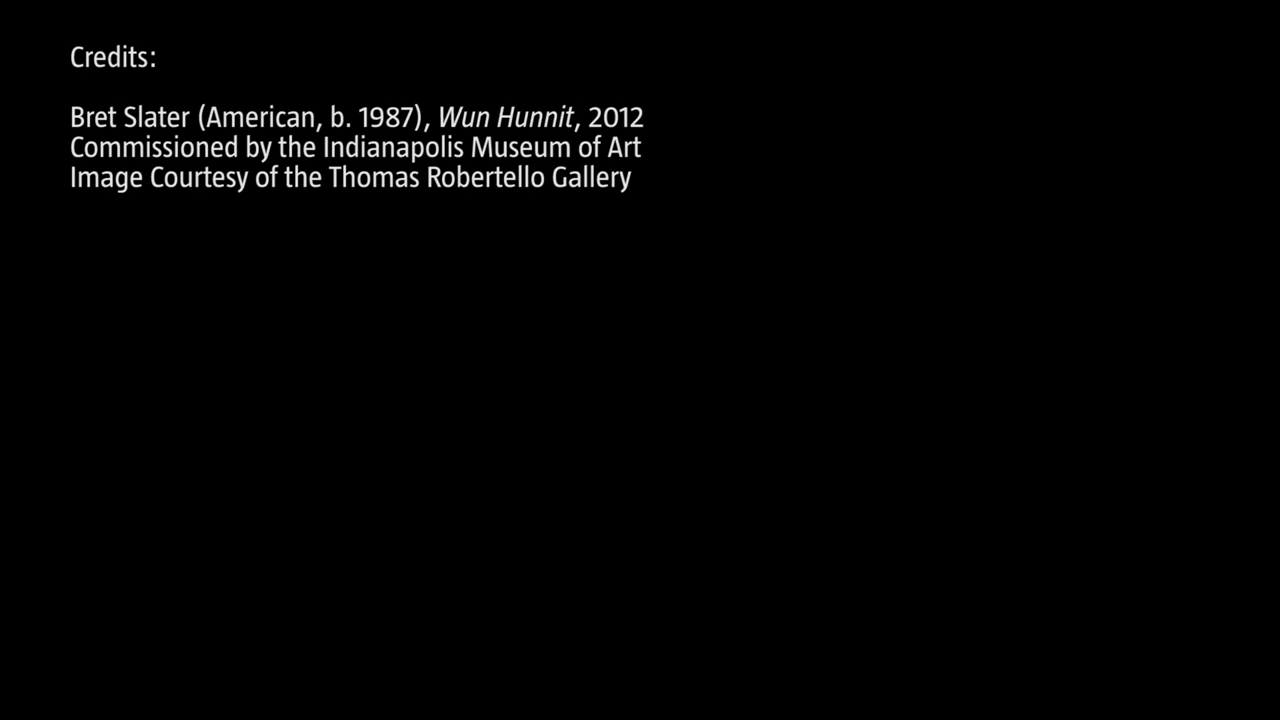 Credits:
Bret Slater (American, b. 1987), Wun Hunnit, 2012
Commissioned by the Indianapolis Museum of Art
Image Courtesy of the Thomas Robertello Gallery